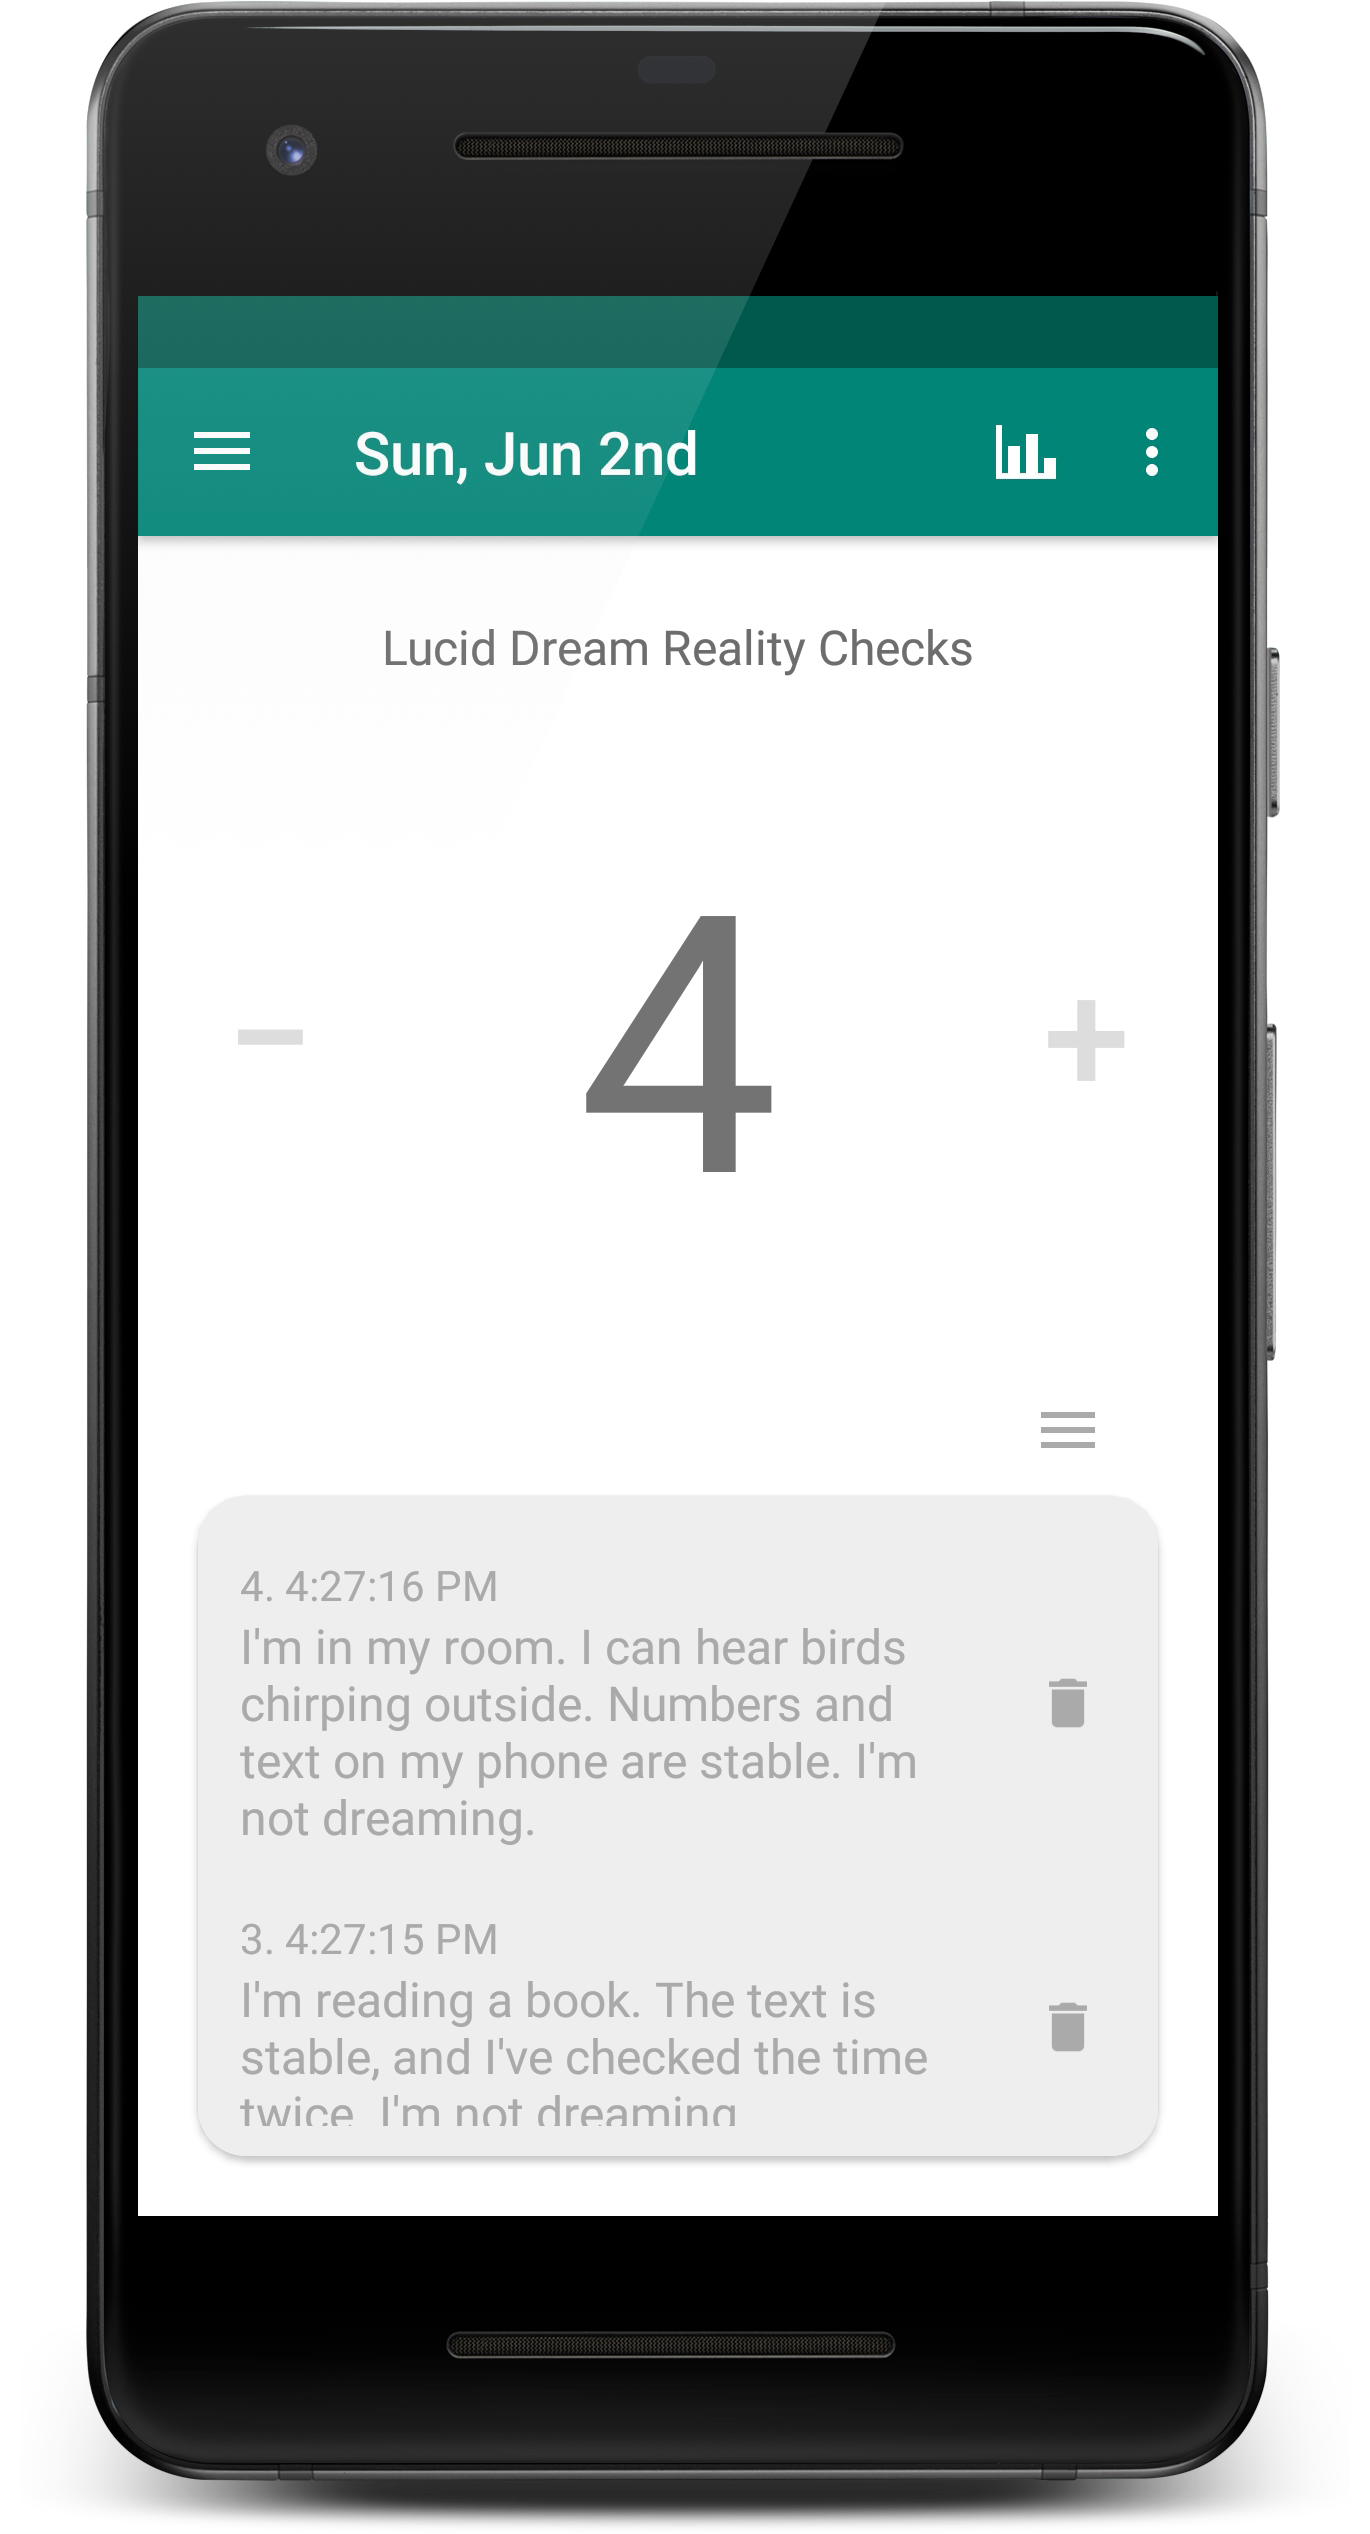 Sun, Jun 2nd
Lucid Dream Reality Checks
4
4. 4:27:16 PM
I'm in my room. I can hear birds
chirping outside. Numbers and
text on my phone are stable. I'm
not dreaming.
3. 4:27:15 PM
I'm reading a book. The text is
stable, and I've checked the time
twice. I'm not dreaming